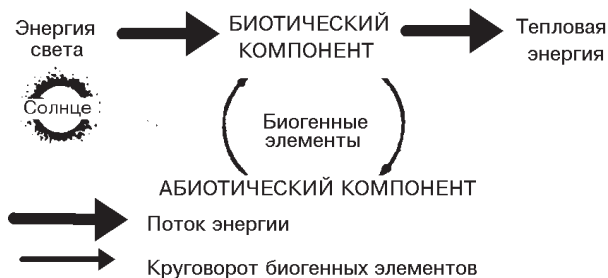 Энергия
света
БИОТИЧЕСКИЙ
КОМПОНЕНТ
Тепловая
энергия
Солнце
Биогенные
элементы
АБИОТИЧЕСКИЙ КОМПОНЕНТ
Поток энергии
Круговорот биогенных элементов